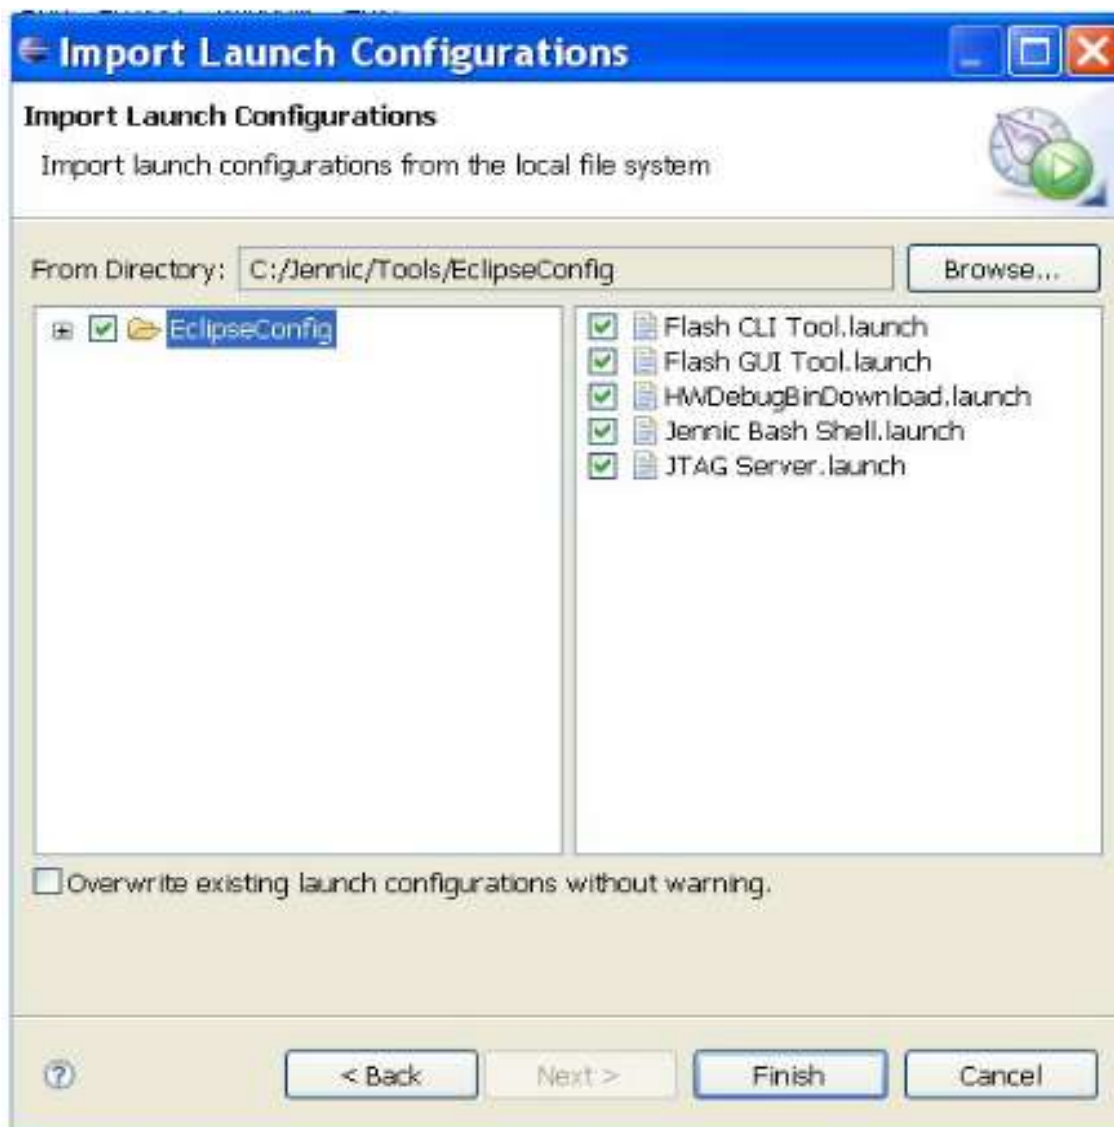 Import Launch Configurations
Import Launch Configurations
Import launch configurations from the local file system
From Directory: C:/Jennic/Tools/EclipseConfig Browse...
EclipseConfig
Flash CLI Tool.launch
Flash GUI Tool.launch
HWDebugBinDownload.launch
Jennic Bash Shell.launch
JTAG Server.launch
Overwrite existing launch configurations without warning.
? < Back Next > Finish Cancel